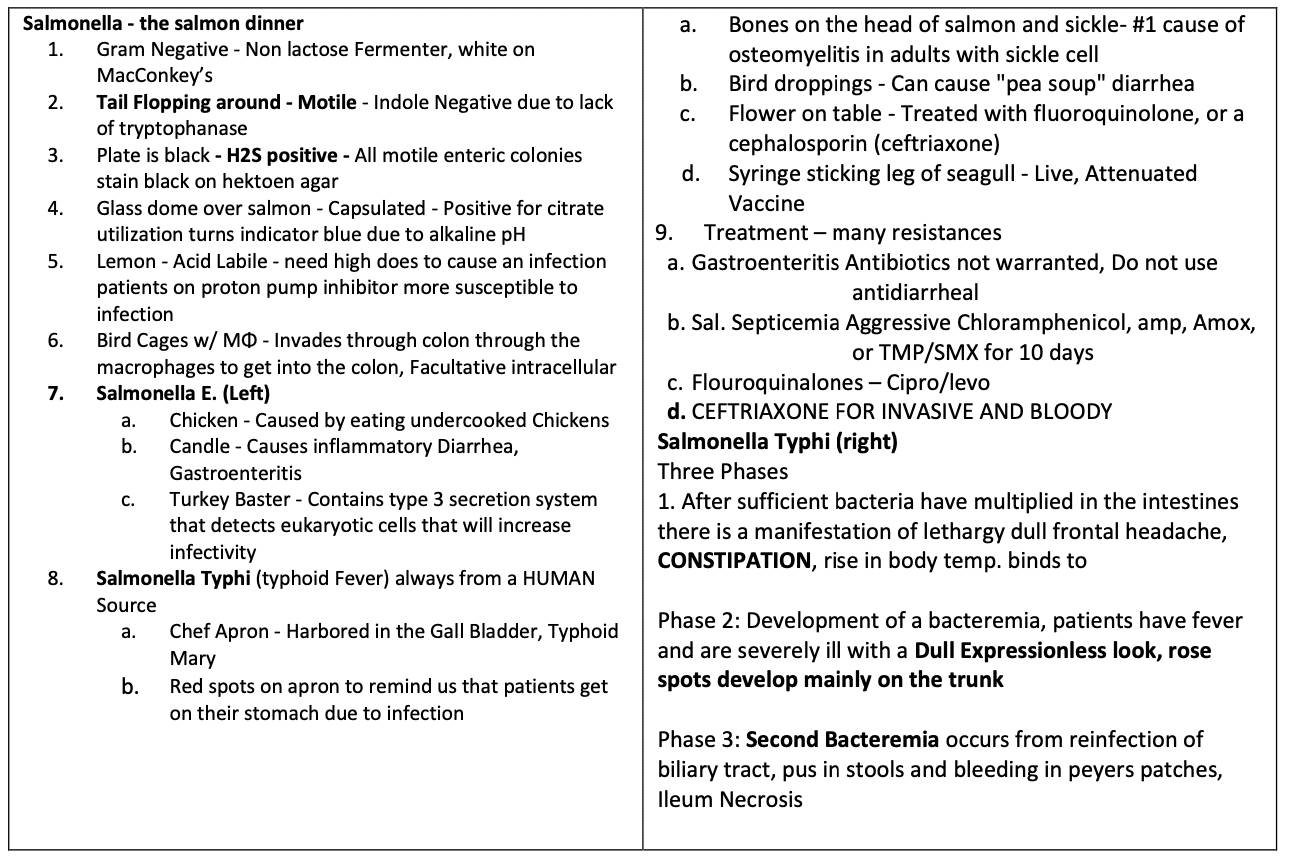 Salmonella - the salmon dinner
1. Gram Negative - Non lactose Fermenter, white on
MacConkey’s
2. Tail Flopping around - Motile - Indole Negative due to lack
of tryptophanase
3. Plate is black - H2S positive - All motile enteric colonies
stain black on hektoen agar
4. Glass dome over salmon - Capsulated - Positive for citrate
utilization turns indicator blue due to alkaline pH
5. Lemon - Acid Labile - need high does to cause an infection
patients on proton pump inhibitor more susceptible to
infection
6. Bird Cages w/ MΦ - Invades through colon through the
macrophages to get into the colon, Facultative intracellular
7. Salmonella E. (Left)
a. Chicken - Caused by eating undercooked Chickens
b. Candle - Causes inflammatory Diarrhea,
Gastroenteritis
c. Turkey Baster - Contains type 3 secretion system
that detects eukaryotic cells that will increase
infectivity
8. Salmonella Typhi (typhoid Fever) always from a HUMAN
Source
a. Chef Apron - Harbored in the Gall Bladder, Typhoid
Mary
b. Red spots on apron to remind us that patients get
on their stomach due to infection
a. Bones on the head of salmon and sickle- #1 cause of
osteomyelitis in adults with sickle cell
b. Bird droppings - Can cause "pea soup" diarrhea
c. Flower on table - Treated with fluoroquinolone, or a
cephalosporin (ceftriaxone)
d. Syringe sticking leg of seagull - Live, Attenuated
Vaccine
9. Treatment – many resistances
a. Gastroenteritis Antibiotics not warranted, Do not use
antidiarrheal
b. Sal. Septicemia Aggressive Chloramphenicol, amp, Amox,
or TMP/SMX for 10 days
c. Flouroquinalones – Cipro/levo
d. CEFTRIAXONE FOR INVASIVE AND BLOODY
Salmonella Typhi (right)
Three Phases
1. After sufficient bacteria have multiplied in the intestines
there is a manifestation of lethargy dull frontal headache,
CONSTIPATION, rise in body temp. binds to
Phase 2: Development of a bacteremia, patients have fever
and are severely ill with a Dull Expressionless look, rose
spots develop mainly on the trunk
Phase 3: Second Bacteremia occurs from reinfection of
biliary tract, pus in stools and bleeding in peyers patches,
Ileum Necrosis